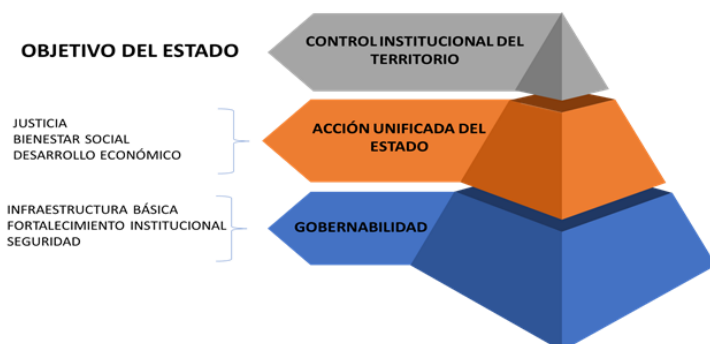 OBJETIVO DEL ESTADO
CONTROL INSTITUCIONAL DEL
TERRITORIO
JUSTICIA
BIENESTAR SOCIAL
DESARROLLO ECONÓMICO
ACCIÓN UNIFICADA DEL
ESTADO
INFRAESTRUCTURA BÁSICA
FORTALECIMIENTO INSTITUCIONAL
SEGURIDAD
GOBERNABILIDAD